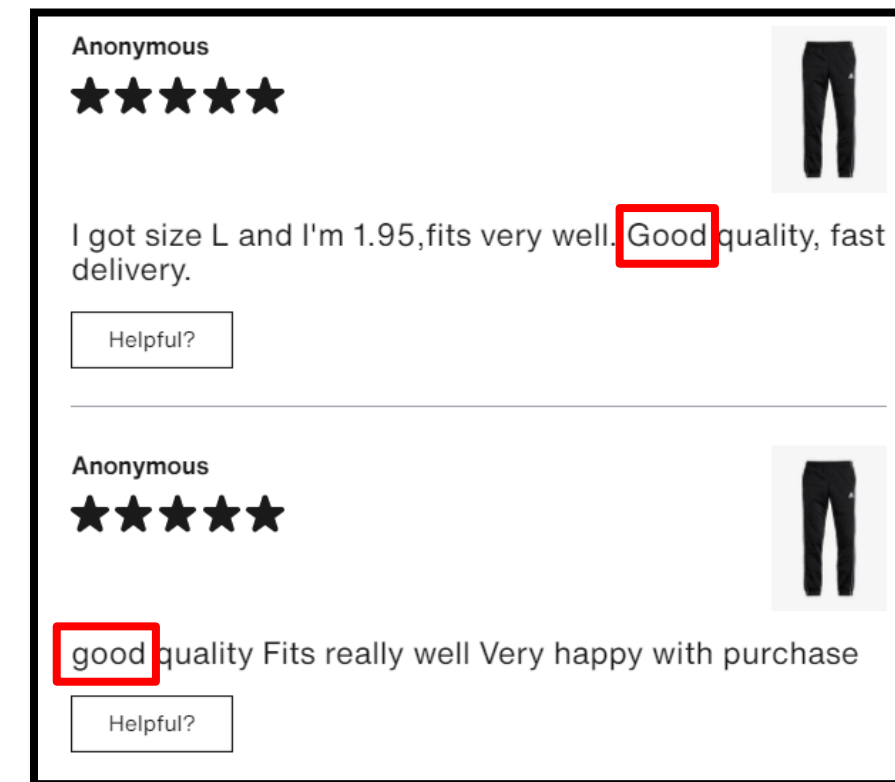 Anonymous
I got size L and I'm 1.95,fits very well. Good quality, fast
delivery.
Helpful?
Anonymous
good quality Fits really well Very happy with purchase
Helpful?